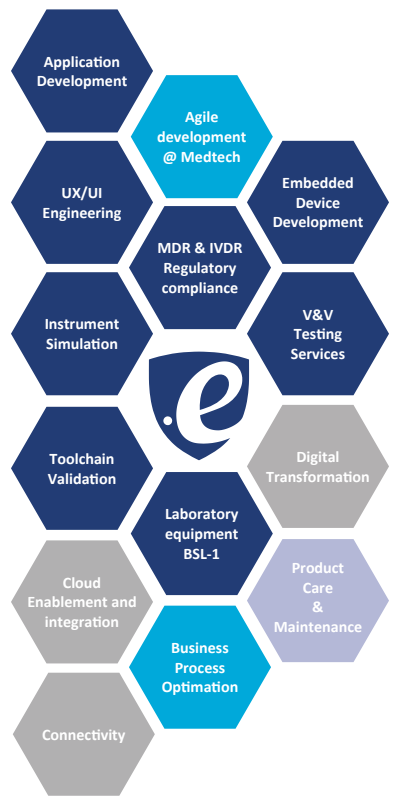 Application
Development
Agile
development
@ Medtech
UX/UI
Engineering
Embedded
Device
Development
MDR & IVDR
Regulatory
compliance
Instrument
Simulation
V&V
Testing
Services
.e
Toolchain
Validation
Digital
Transformation
Laboratory
equipment
BSL-1
Cloud
Enablement and
integration
Product
Care
&
Maintenance
Business
Process
Optimation
Connectivity